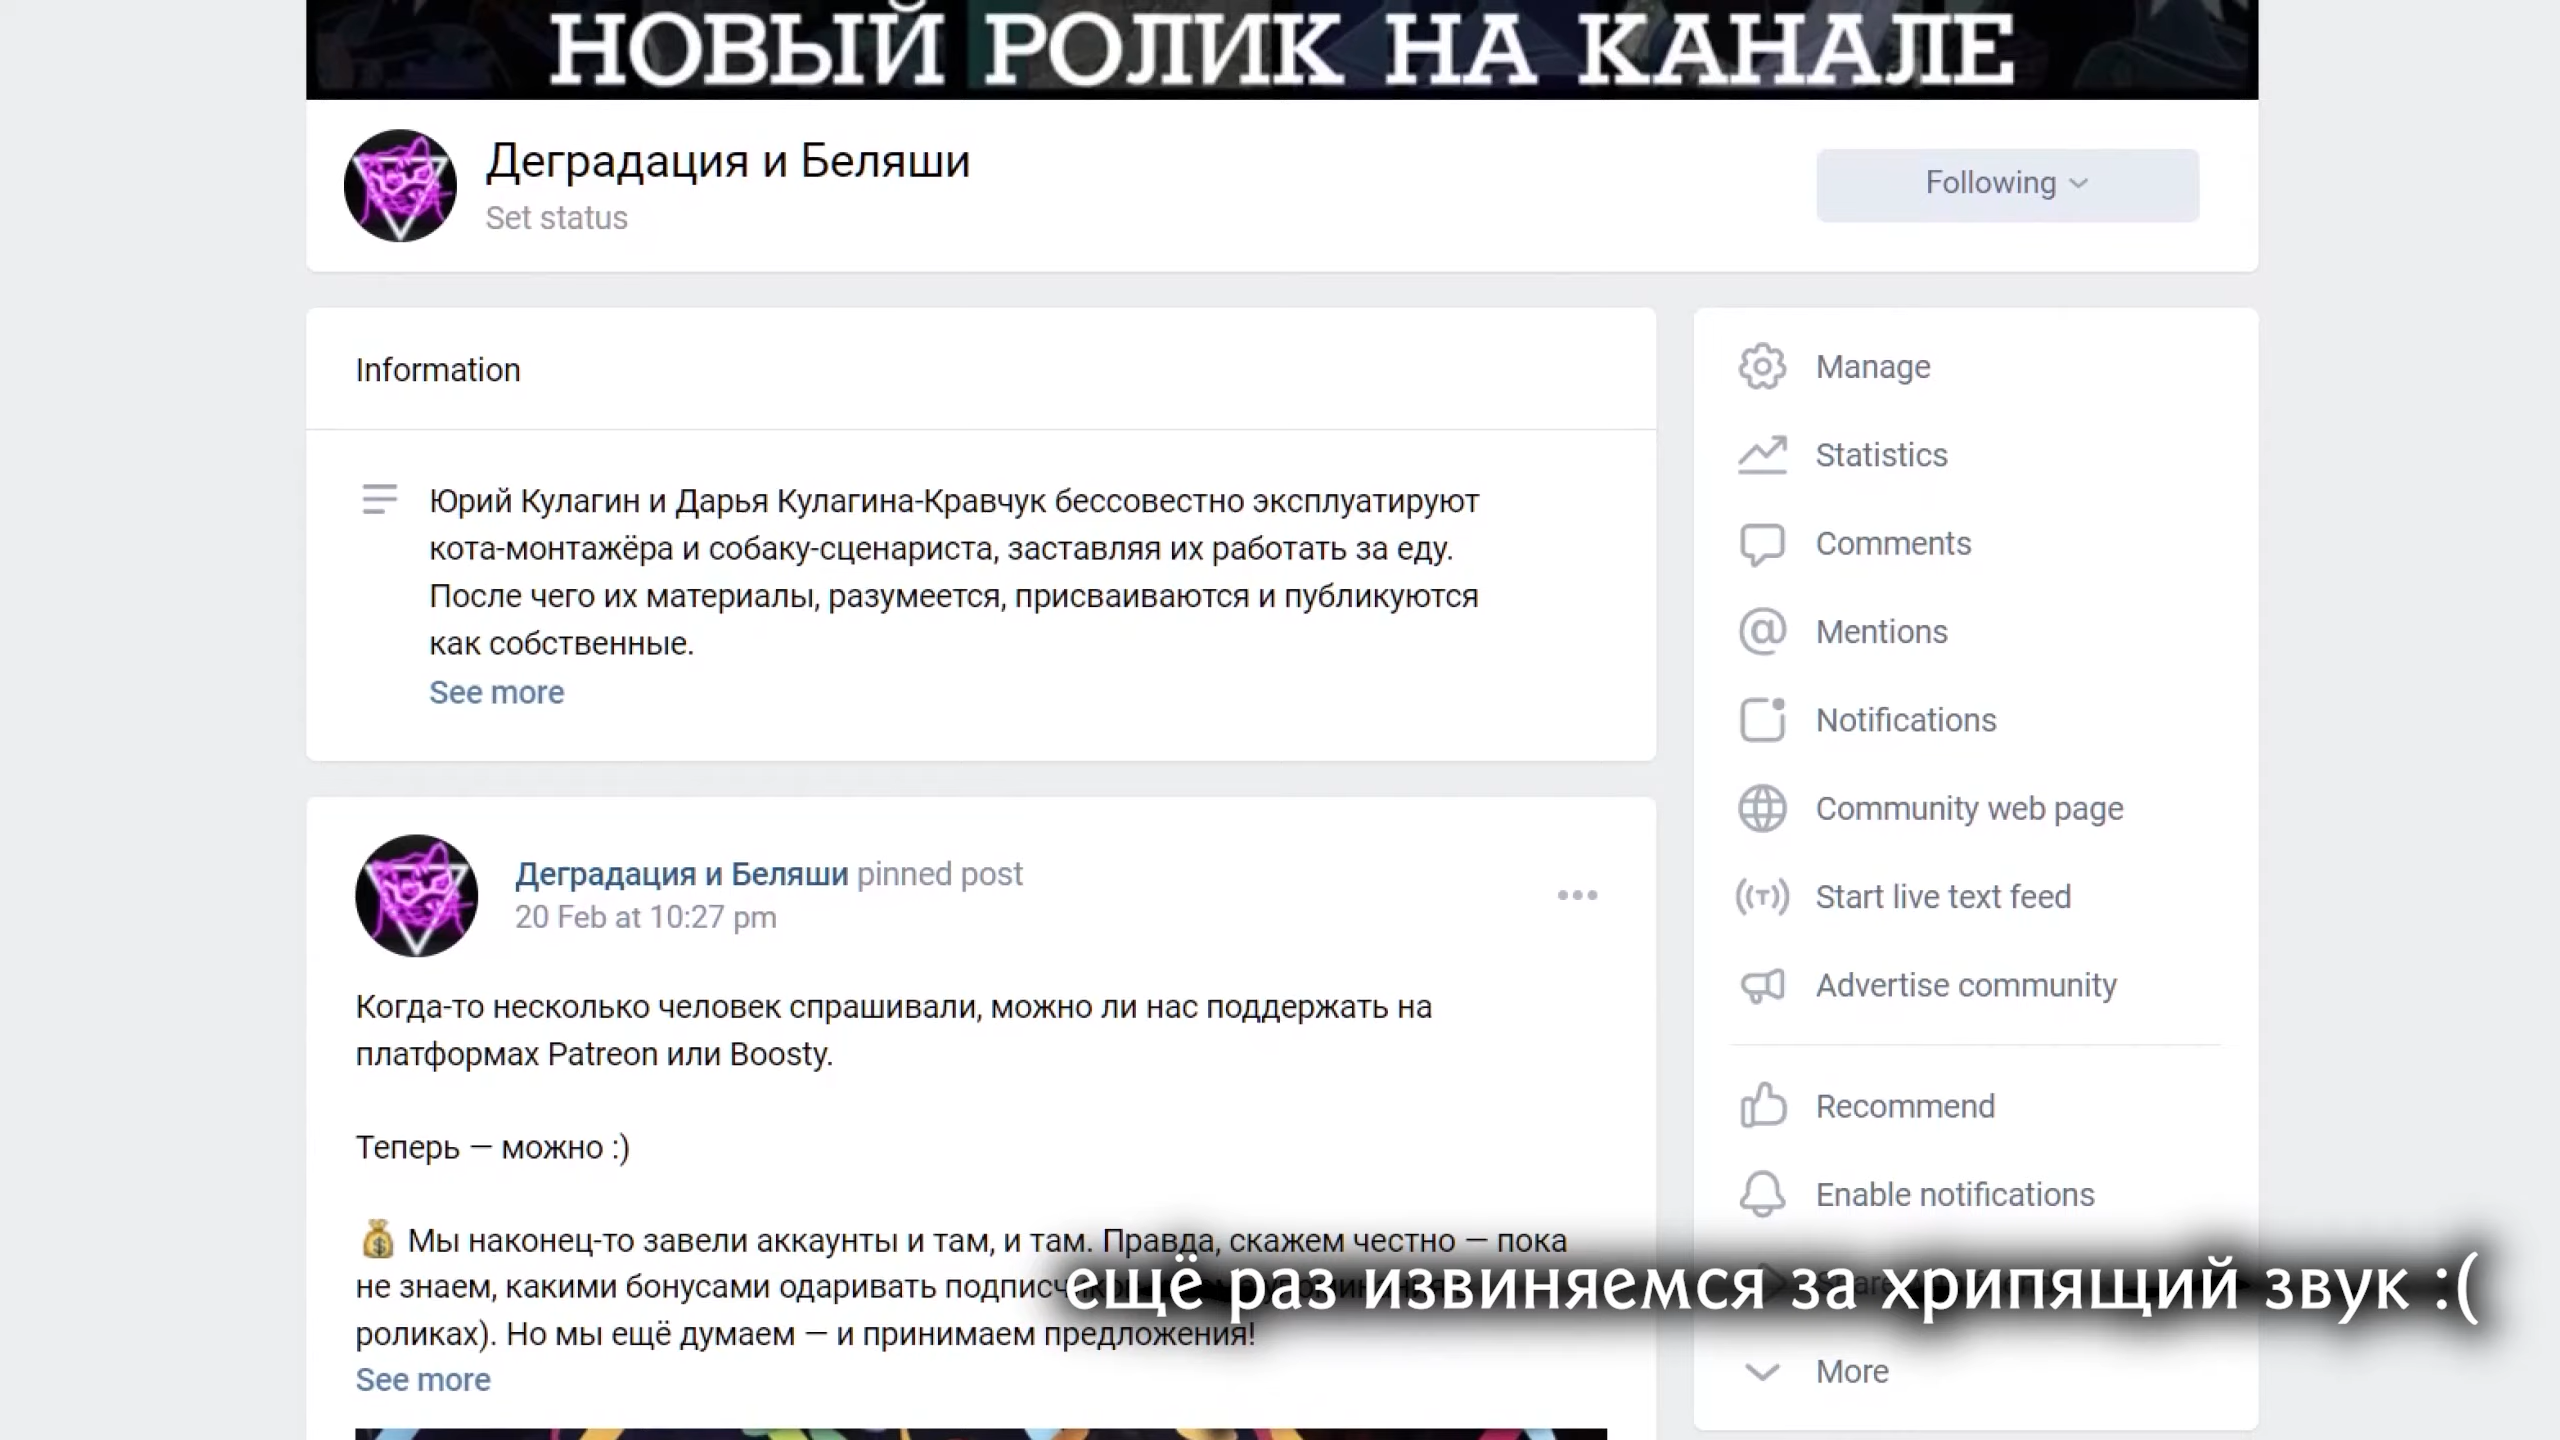 НОВЫЙ РОЛИК НА КАНАЛЕ
Деградация и Беляши
Set status
Following
Information
Юрий Кулагин и Дарья Кулагина-Кравчук бессовестно эксплуатируют
кота-монтажёра и собаку-сценариста, заставляя их работать за еду.
После чего их материалы, разумеется, присваиваются и публикуются
как собственные.
See more
Деградация и Беляши pinned post
20 Feb at 10:27 pm
Когда-то несколько человек спрашивали, можно ли нас поддержать на
платформах Patreon или Boosty.
Теперь — можно :)
Мы наконец-то завели аккаунты и там, и там. Правда, скажем честно — пока
не знаем, какими бонусами одаривать
роликах). Но мы ещё думаем — и принимаем предложения!
See more
Manage
Statistics
Comments
Mentions
Notifications
Community web page
Start live text feed
Advertise community
Recommend
Enable notifications
More
ещё раз извиняемся за хрипящий звук :(